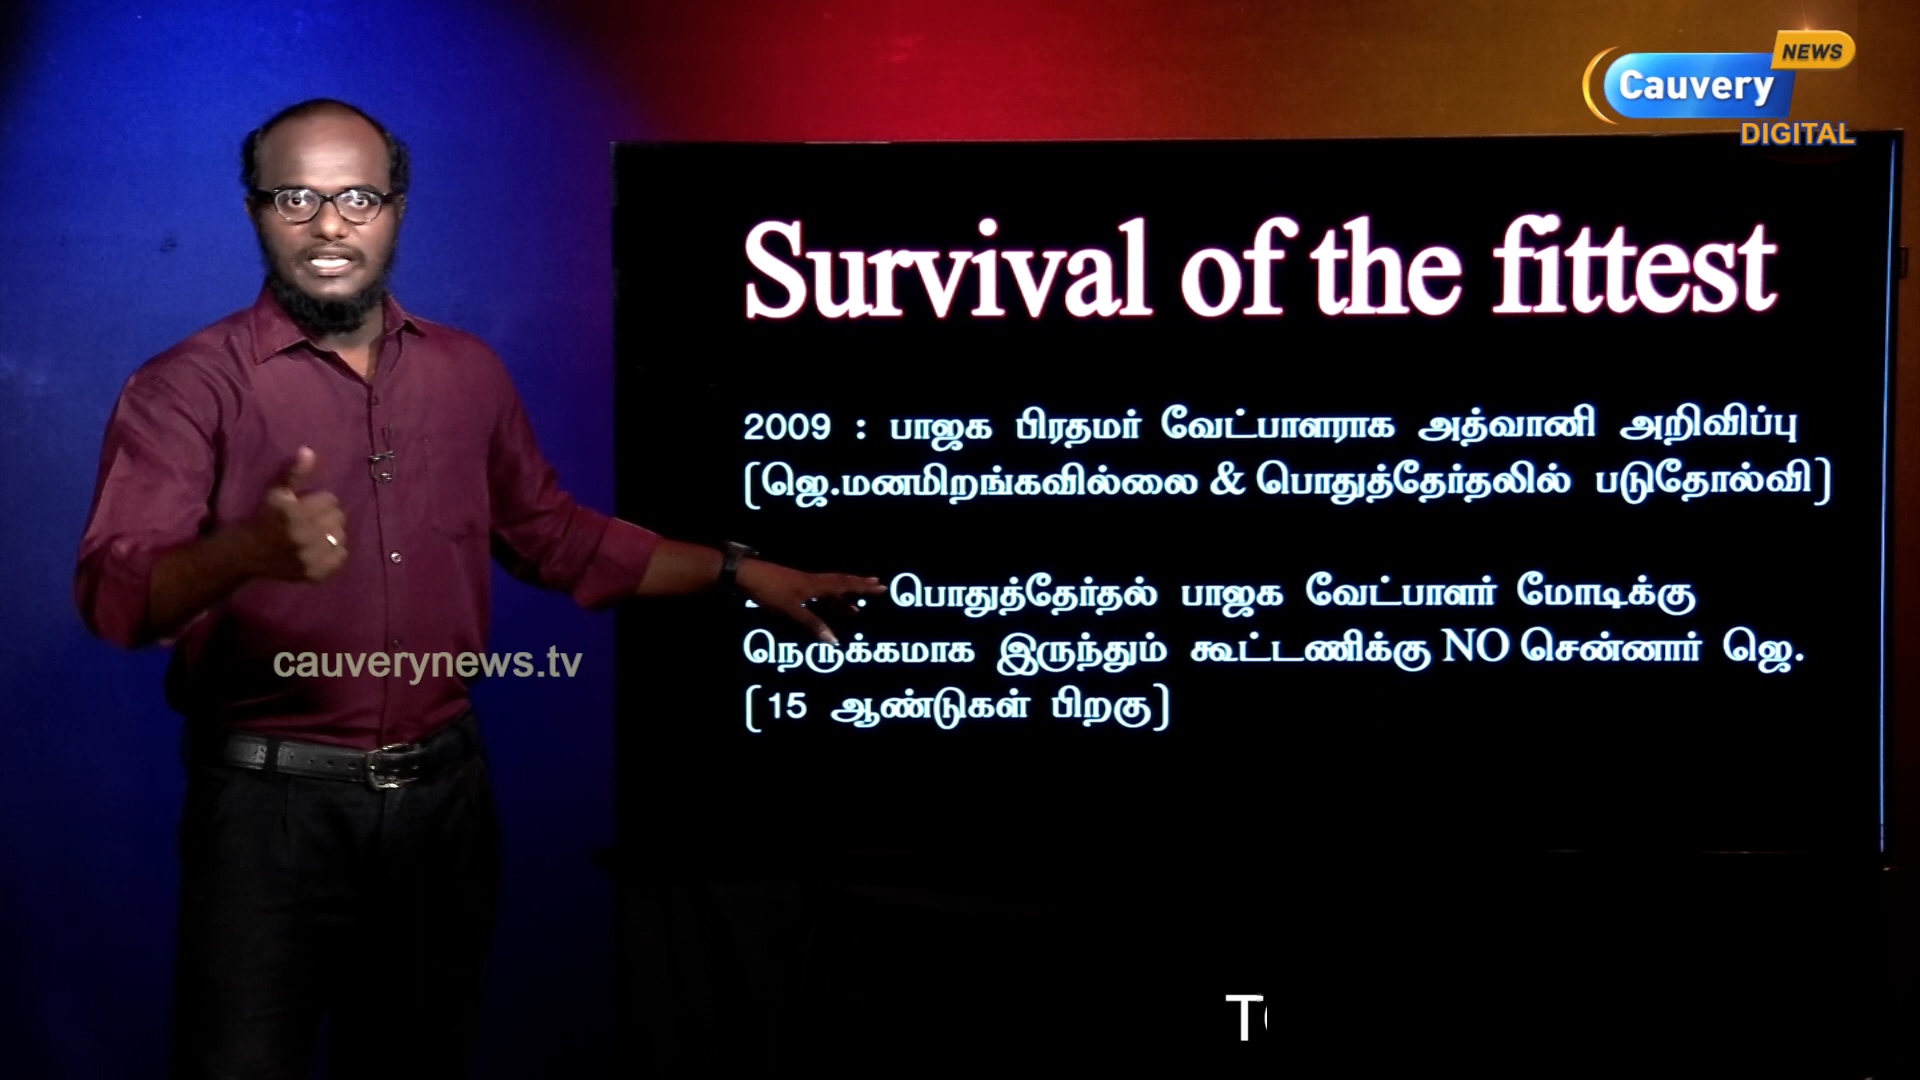 NEWS
Cauvery
DIGITAL
Survival of the fittest
2009 : பாஜக பிரதமர் வேட்பாளராக அத்வானி அறிவிப்பு
(ஜெ.மனமிறங்கவில்லை & பொதுத்தேர்தலில் படுதோல்வி)
: பொதுத்தேர்தல் பாஜக வேட்பாளர் மோடிக்கு
நெருக்கமாக இருந்தும் கூட்டணிக்கு NO சென்னார் ஜெ.
(15 ஆண்டுகள் பிறகு)
cauverynews.tv